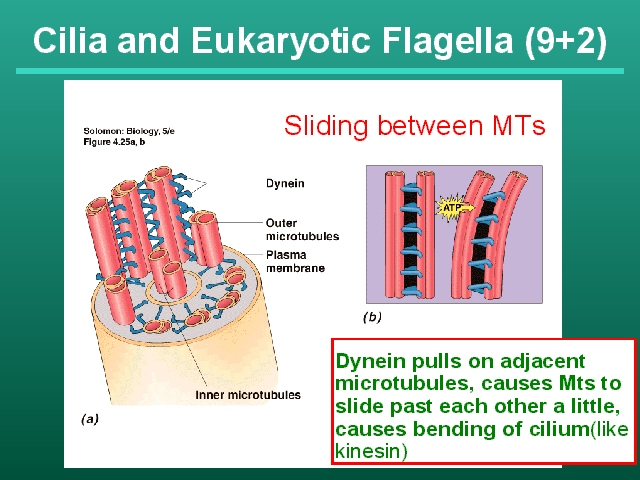 Cilia and Eukaryotic Flagella (9+2)
Solomon: Biology, 5/e
Figure 4.25a, b
Sliding between MTs
Dynein
Outer
microtubules
Plasma
membrane
Inner microtubules
(a)
ATP
(b)
Dynein pulls on adjacent
microtubules, causes Mts to
slide past each other a little,
causes bending of cilium(like
kinesin)